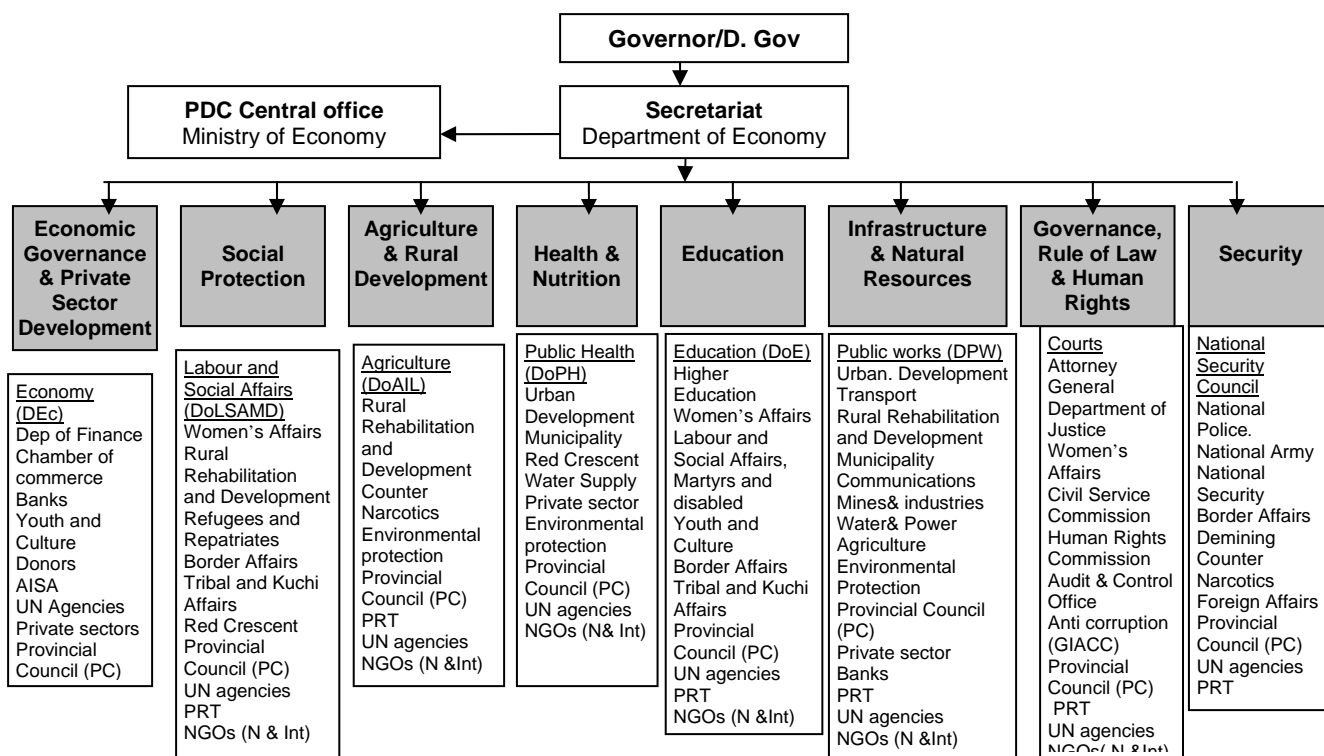 Governor/D. Gov
PDC Central office
Ministry of Economy
Secretariat
Department of Economy
Economic
Governance
& Private
Sector
Development
Social
Protection
Agriculture
& Rural
Development
Health &
Nutrition
Education
Infrastructure
& Natural
Resources
Governance,
Rule of Law
& Human
Rights
Security
Economy
(DEc)
Dep of Finance
Chamber of
commerce
Banks
Youth and
Culture
Donors
AISA
UN Agencies
Private sectors
Provincial
Council (PC)
Labour and
Social Affairs
(DoLSAMD)
Women's Affairs
Rural
Rehabilitation
and Development
Refugees and
Repatriates
Border Affairs
Tribal and Kuchi
Affairs
Red Crescent
Provincial
Council (PC)
UN agencies
PRT
NGOs (N & Int)
Agriculture
(DoAIL)
Rural
Rehabilitation
and
Development
Counter
Narcotics
Environmental
protection
Provincial
Council (PC)
PRT
UN agencies
NGOs (N &Int)
Public Health
(DoPH)
Urban
Development
Municipality
Red Crescent
Water Supply
Private sector
Environmental
protection
Provincial
Council (PC)
UN agencies
NGOs (N& Int)
Education (DoE)
Higher
Education
Women's Affairs
Labour and
Social Affairs,
Martyrs and
disabled
Youth and
Culture
Border Affairs
Tribal and Kuchi
Affairs
Provincial
Council (PC)
UN agencies
PRT
NGOs (N &Int)
Public works (DPW)
Urban. Development
Transport
Rural Rehabilitation
and Development
Municipality
Communications
Mines& industries
Water& Power
Agriculture
Environmental
Protection
Provincial Council
(PC)
Private sector
Banks
PRT
UN agencies
NGOs (N &Int)
Courts
Attorney
General
Department of
Justice
Women's
Affairs
Civil Service
Commission
Human Rights
Commission
Audit & Control
Office
Anti corruption
(GIACC)
Provincial
Council (PC)
PRT
UN agencies
NGOs( N &Int)
National
Security
Council
National
Police.
National Army
National
Security
Border Affairs
Demining
Counter
Narcotics
Foreign Affairs
Provincial
Council (PC)
UN agencies
PRT